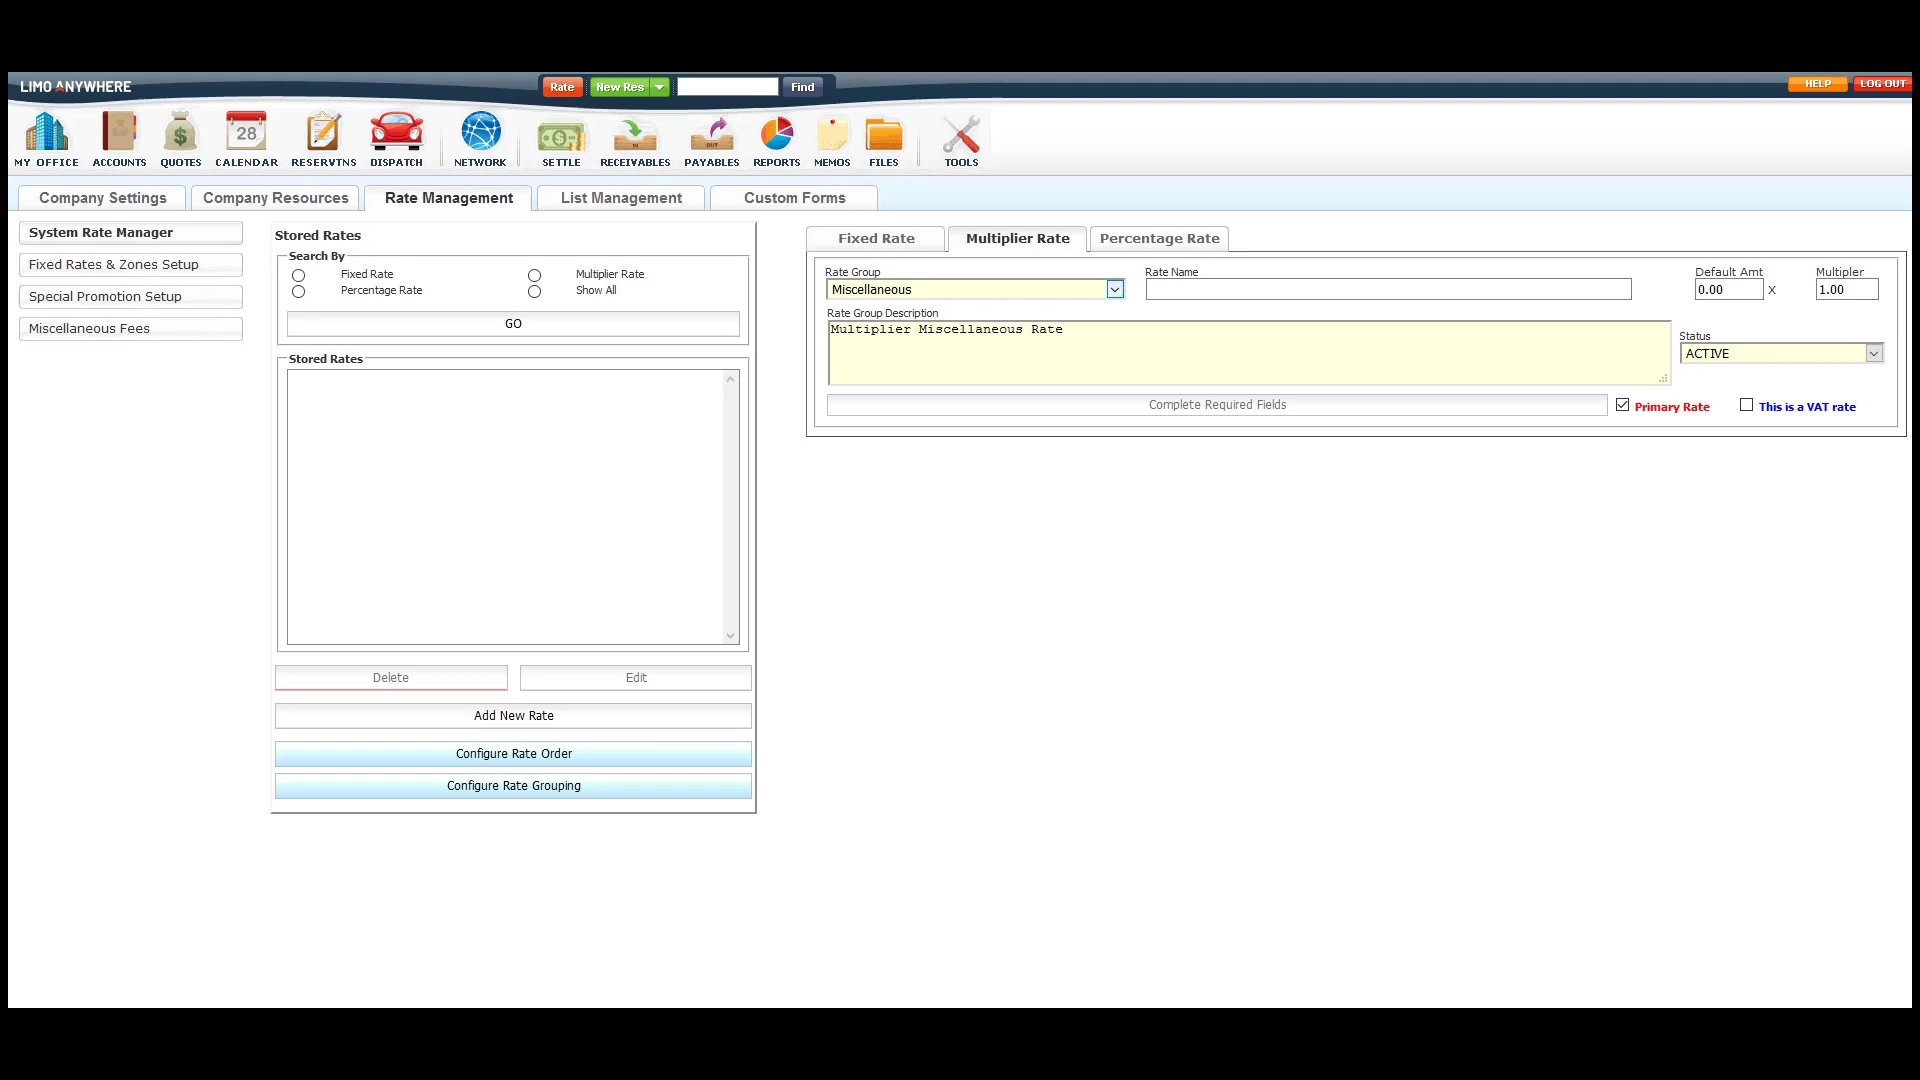 LIMO ANYWHERE
Rate
New Res
Find
HELP
LOG OUT
28
IN
OUT
MY OFFICE
ACCOUNTS
QUOTES
CALENDAR
RESERVTNS
DISPATCH
NETWORK
SETTLE
RECEIVABLES
PAYABLES
REPORTS
MEMOS
FILES
TOOLS
Company Settings
Company Resources
Rate Management
List Management
Custom Forms
System Rate Manager
Fixed Rates & Zones Setup
Special Promotion Setup
Miscellaneous Fees
Stored Rates
Search By
Fixed Rate
Multiplier Rate
Percentage Rate
Show All
GO
Stored Rates
Delete
Edit
Add New Rate
Configure Rate Order
Configure Rate Grouping
Fixed Rate
Multiplier Rate
Percentage Rate
Rate Group
Rate Name
Default Amt
Multipler
Miscellaneous
0.00
X
1.00
Rate Group Description
Multiplier Miscellaneous Rate
Status
ACTIVE
Complete Required Fields
Primary Rate
This is a VAT rate